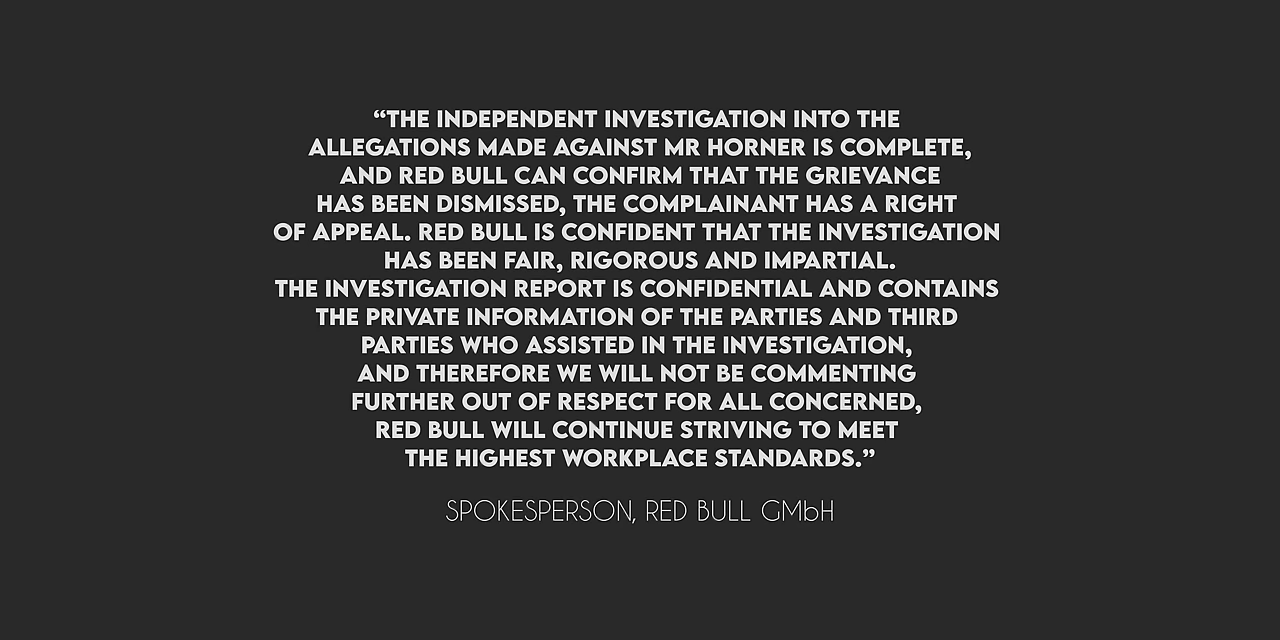 “THE INDEPENDENT INVESTIGATION INTO THE
ALLEGATIONS MADE AGAINST MR HORNER IS COMPLETE,
AND RED BULL CAN CONFIRM THAT THE GRIEVANCE
HAS BEEN DISMISSED, THE COMPLAINANT HAS A RIGHT
OF APPEAL. RED BULL IS CONFIDENT THAT THE INVESTIGATION
HAS BEEN FAIR, RIGOROUS AND IMPARTIAL.
THE INVESTIGATION REPORT IS CONFIDENTIAL AND CONTAINS
THE PRIVATE INFORMATION OF THE PARTIES AND THIRD
PARTIES WHO ASSISTED IN THE INVESTIGATION,
AND THEREFORE WE WILL NOT BE COMMENTING
FURTHER OUT OF RESPECT FOR ALL CONCERNED,
RED BULL WILL CONTINUE STRIVING TO MEET
THE HIGHEST WORKPLACE STANDARDS.”
SPOKESPERSON, RED BULL GMbH